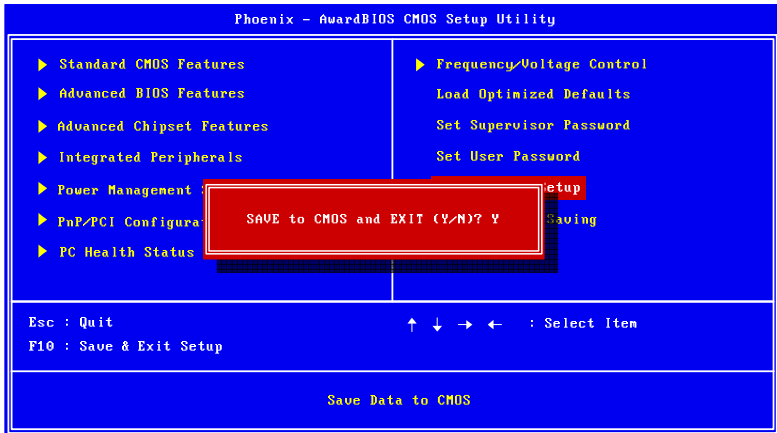 Phoenix - AwardBIOS CMOS Setup Utility
Standard CMOS Features
Advanced BIOS Features
Advanced Chipset Features
Integrated Peripherals
Power Management
PnP/PCI
PC Health Status
Frequency/Voltage Control
Load Optimized Defaults
Set Supervisor Password
Set User Password
Setup
Saving
SAVE to CMOS and EXIT (Y/N)? Y
Esc : Quit
F10 : Save & Exit Setup
↑ ↓ → ← : Select Item
Save Data to CMOS